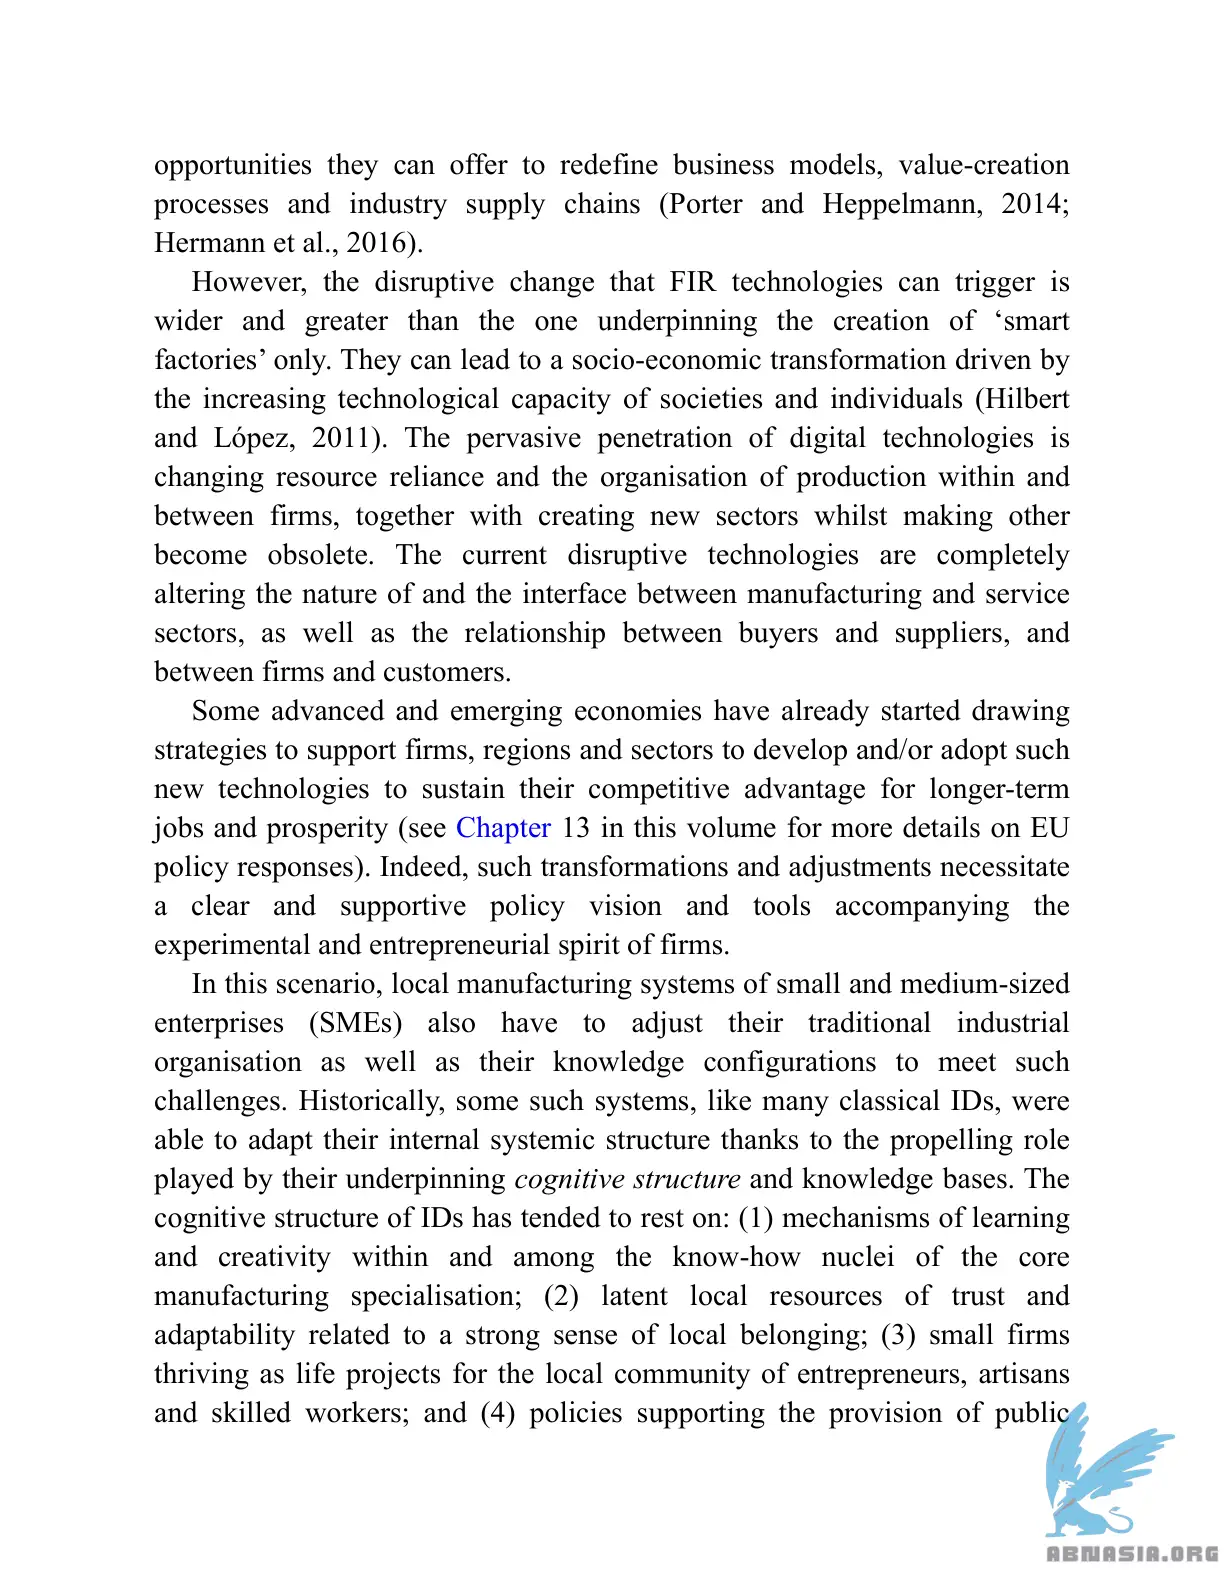 opportunities they can offer to redefine business models, value-creation
processes and industry supply chains (Porter and Heppelmann, 2014;
Hermann et al., 2016).
However, the disruptive change that FIR technologies can trigger is
wider and greater than the one underpinning the creation of ‘smart
factories’ only. They can lead to a socio-economic transformation driven by
the increasing technological capacity of societies and individuals (Hilbert
and López, 2011). The pervasive penetration of digital technologies is
changing resource reliance and the organisation of production within and
between firms, together with creating new sectors whilst making other
become obsolete. The current disruptive technologies are completely
altering the nature of and the interface between manufacturing and service
sectors, as well as the relationship between buyers and suppliers, and
between firms and customers.
Some advanced and emerging economies have already started drawing
strategies to support firms, regions and sectors to develop and/or adopt such
new technologies to sustain their competitive advantage for longer-term
jobs and prosperity (see Chapter 13 in this volume for more details on EU
policy responses). Indeed, such transformations and adjustments necessitate
a clear and supportive policy vision and tools accompanying the
experimental and entrepreneurial spirit of firms.
In this scenario, local manufacturing systems of small and medium-sized
enterprises (SMEs) also have to adjust their traditional industrial
organisation as well as their knowledge configurations to meet such
challenges. Historically, some such systems, like many classical IDs, were
able to adapt their internal systemic structure thanks to the propelling role
played by their underpinning cognitive structure and knowledge bases. The
cognitive structure of IDs has tended to rest on: (1) mechanisms of learning
and creativity within and among the know-how nuclei of the core
manufacturing specialisation; (2) latent local resources of trust and
adaptability related to a strong sense of local belonging; (3) small firms
thriving as life projects for the local community of entrepreneurs, artisans
and skilled workers; and (4) policies supporting the provision of public
ABNASIA.ORG